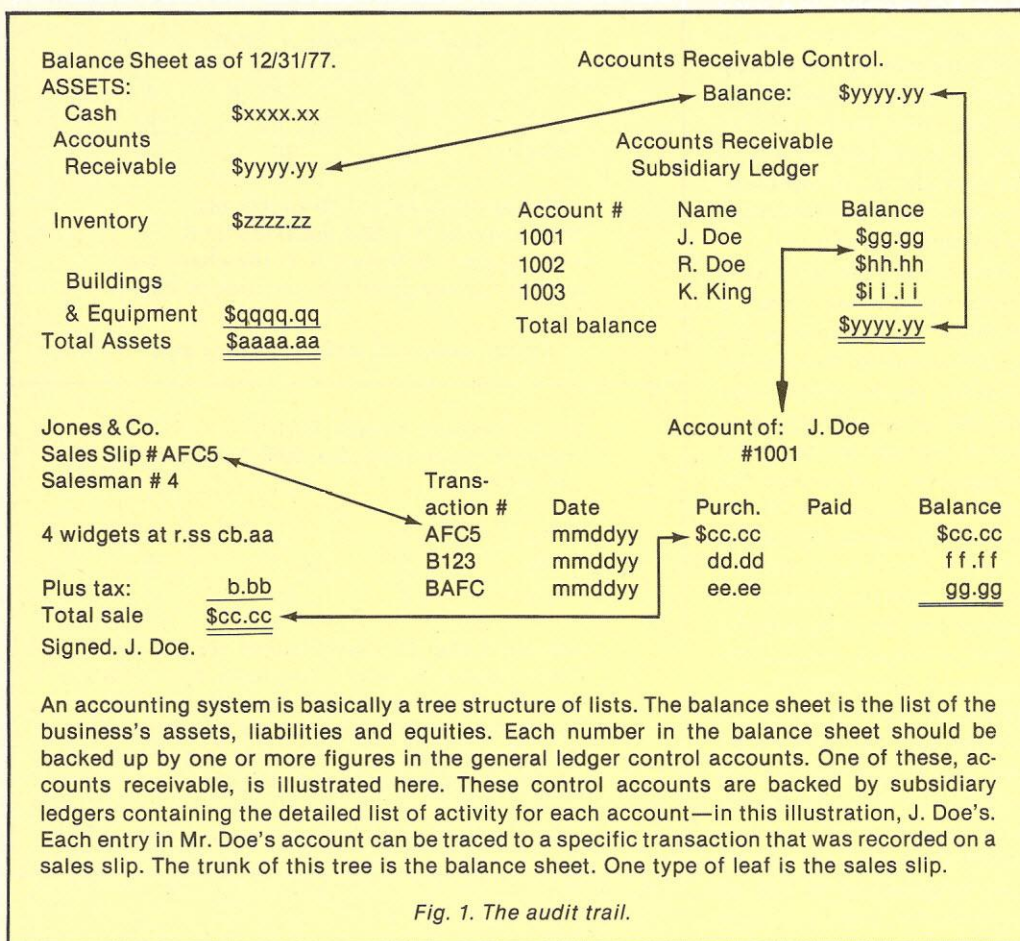 Balance Sheet as of 12/31/77.
ASSETS:
Cash $xxxx.xx
Accounts
Receivable $yyyy.yy
Inventory $zzzz.zz
Buildings
& Equipment $qqqq.qq
Total Assets $aaaa.aa
Accounts Receivable Control.
Balance: $yyyy.yy
Accounts Receivable
Subsidiary Ledger
Account # Name Balance
1001 J. Doe $gg.gg
1002 R. Doe $hh.hh
1003 K. King $i i .i i
Total balance $yyyy.yy
Jones & Co.
Sales Slip # AFC5
Salesman # 4
4 widgets at r.ss cb.aa
Plus tax: b.bb
Total sale $cc.cc
Signed. J. Doe.
Account of: J. Doe
#1001
Trans-
action # Date Purch. Paid Balance
AFC5 mmddyy $cc.cc $cc.cc
B123 mmddyy dd.dd f f .f f
BAFC mmddyy ee.ee gg.gg
An accounting system is basically a tree structure of lists. The balance sheet is the list of the
business's assets, liabilities and equities. Each number in the balance sheet should be
backed up by one or more figures in the general ledger control accounts. One of these, ac-
counts receivable, is illustrated here. These control accounts are backed by subsidiary
ledgers containing the detailed list of activity for each account—in this illustration, J. Doe's.
Each entry in Mr. Doe's account can be traced to a specific transaction that was recorded on a
sales slip. The trunk of this tree is the balance sheet. One type of leaf is the sales slip.
Fig. 1. The audit trail.